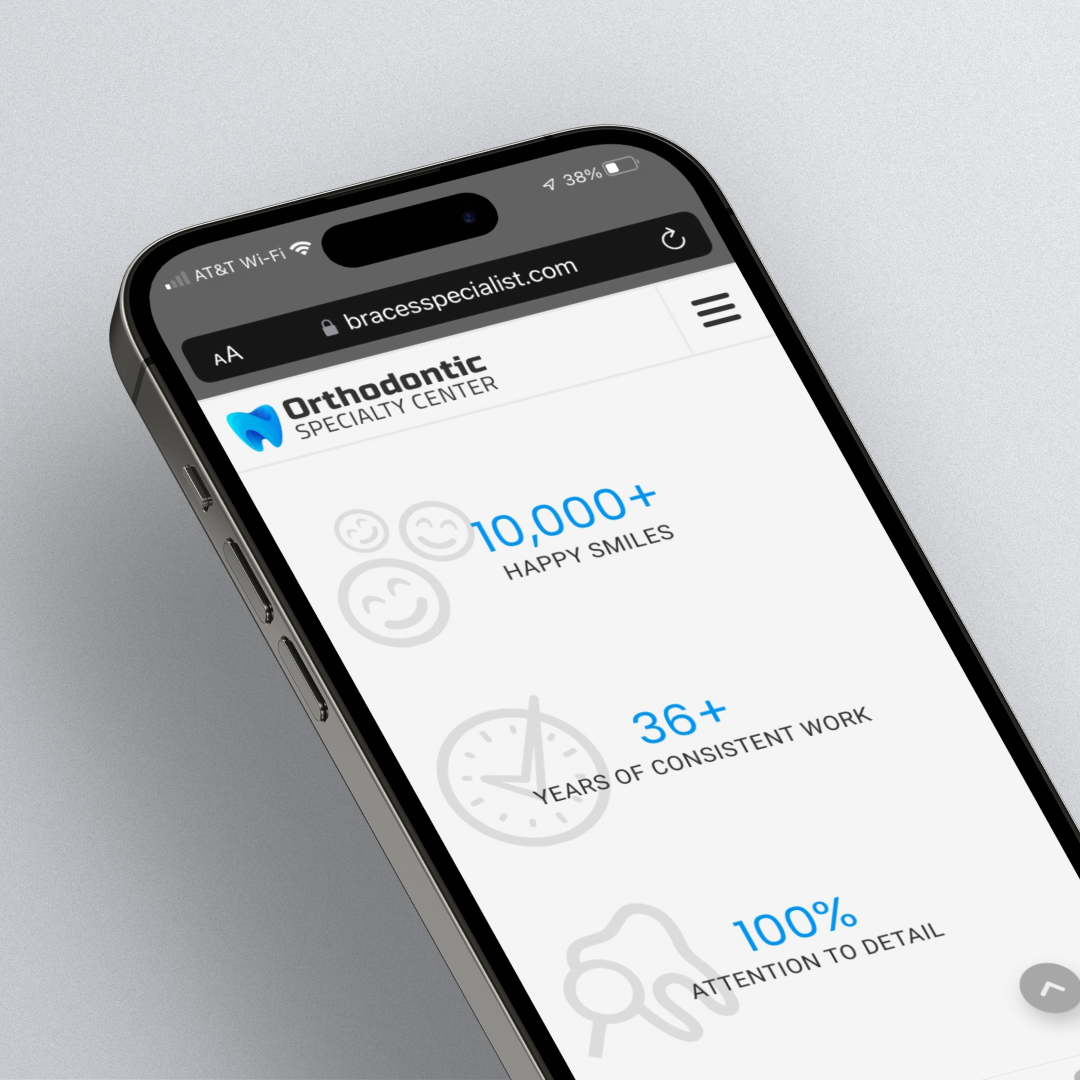 AT&T Wi-Fi
38%
AA
bracesspecialist.com
Orthodontic
SPECIALTY CENTER
10,000+
HAPPY SMILES
36+
YEARS OF CONSISTENT WORK
100%
ATTENTION TO DETAIL